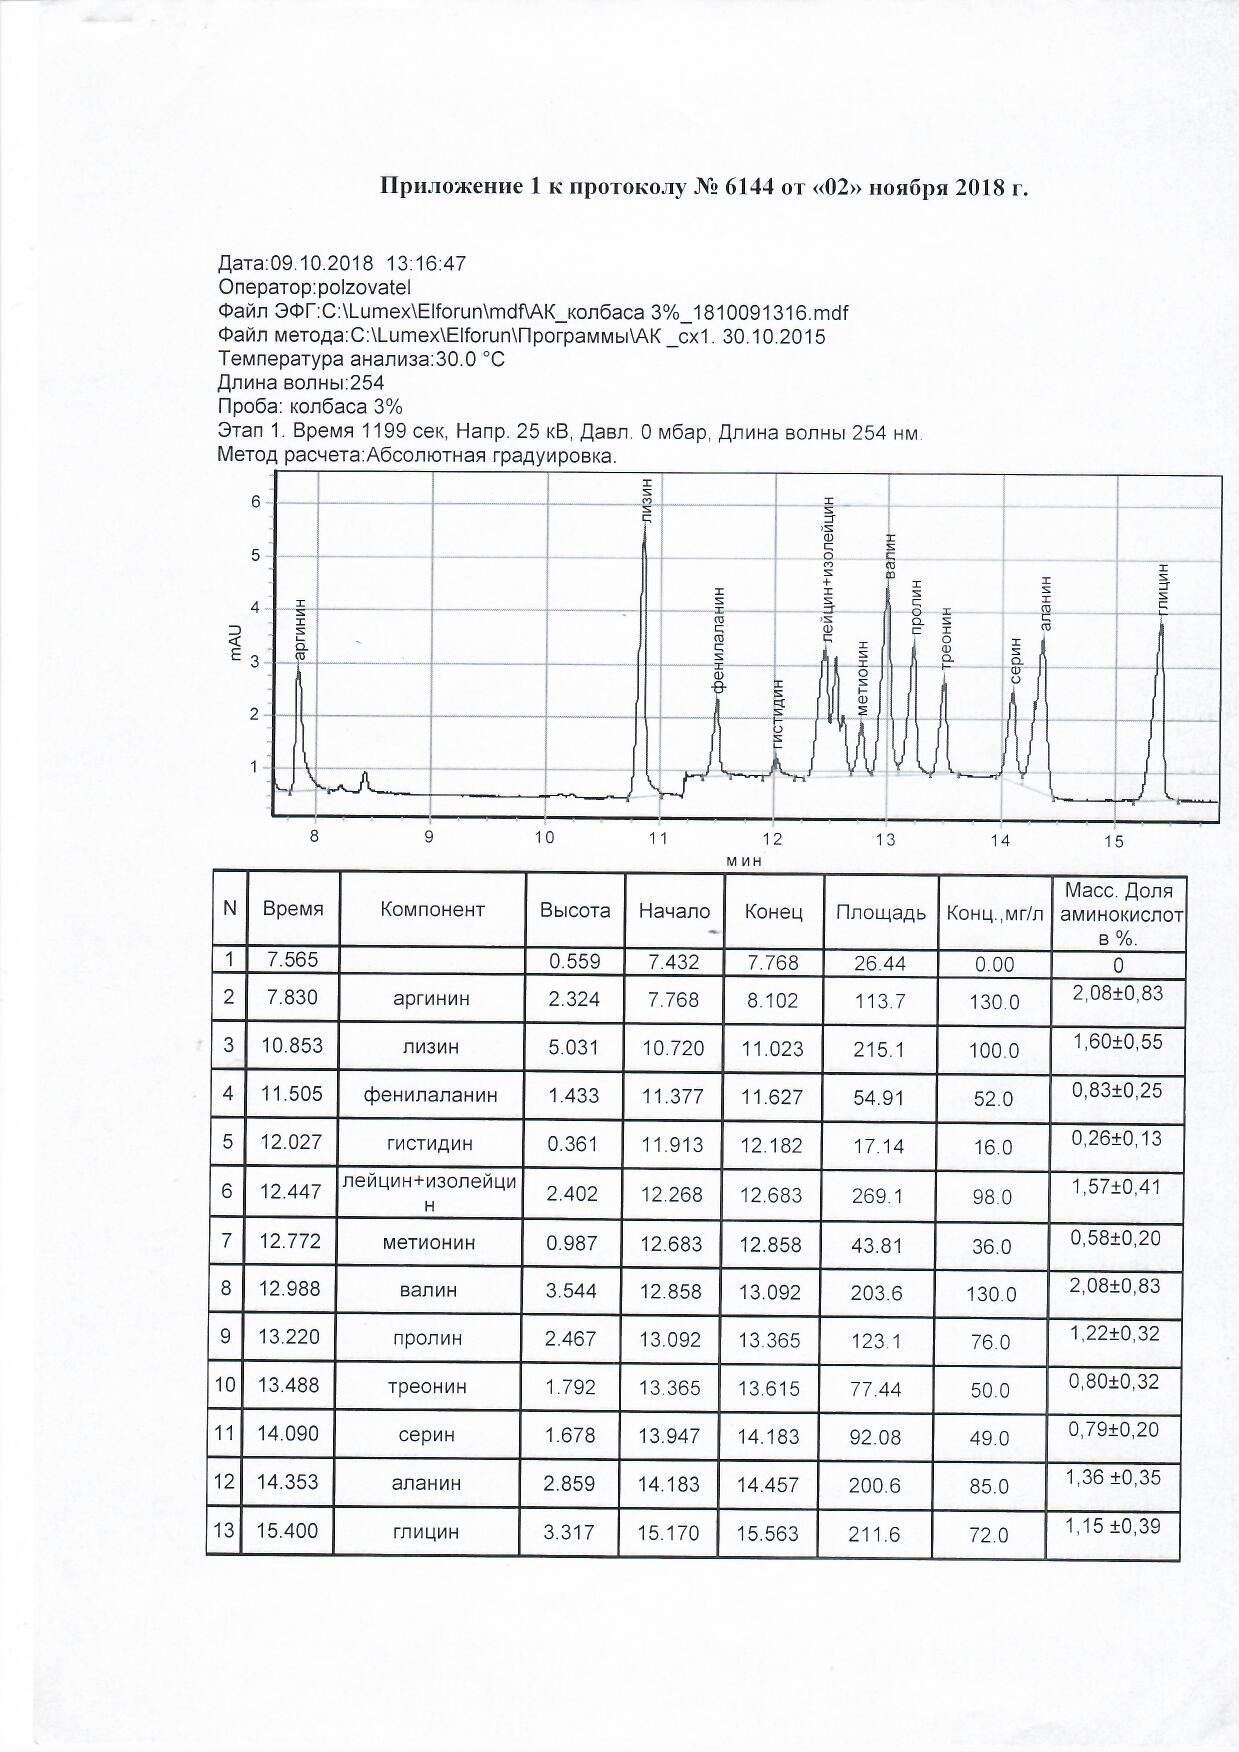 Приложение 1 к протоколу № 6144 от «02» ноября 2018 г.
Дата:09.10.2018 13:16:47
Оператор:polzovatel
Файл ЭФГ:C:\Lumex\Elforun\mdf\АК_колбаса 3%_1810091316.mdf
Файл метода:C:\Lumex\Elforun\Программы\АК _сх1. 30.10.2015
Температура анализа:30.0 °C
Длина волны:254
Проба: колбаса 3%
Этап 1. Время 1199 сек, Напр. 25 кВ, Давл. 0 мбар, Длина волны 254 нм.
Метод расчета:Абсолютная градуировка.
mAU
6
5
4
3
2
1
аргинин
лизин
фенилаланин
гистидин
лейцин+изолейцин
метионин
валин
пролин
треонин
серин
аланин
глицин
8 9 10 11 12 13 14 15
мин
N Время Компонент Высота Начало Конец Площадь Конц.,мг/л Масс. Доля
аминокислот
в %.
1 7.565 0.559 7.432 7.768 26.44 0.00 0
2 7.830 аргинин 2.324 7.768 8.102 113.7 130.0 2,08±0,83
3 10.853 лизин 5.031 10.720 11.023 215.1 100.0 1,60±0,55
4 11.505 фенилаланин 1.433 11.377 11.627 54.91 52.0 0,83±0,25
5 12.027 гистидин 0.361 11.913 12.182 17.14 16.0 0,26±0,13
6 12.447 лейцин+изолейци
н 2.402 12.268 12.683 269.1 98.0 1,57±0,41
7 12.772 метионин 0.987 12.683 12.858 43.81 36.0 0,58±0,20
8 12.988 валин 3.544 12.858 13.092 203.6 130.0 2,08±0,83
9 13.220 пролин 2.467 13.092 13.365 123.1 76.0 1,22±0,32
10 13.488 треонин 1.792 13.365 13.615 77.44 50.0 0,80±0,32
11 14.090 серин 1.678 13.947 14.183 92.08 49.0 0,79±0,20
12 14.353 аланин 2.859 14.183 14.457 200.6 85.0 1,36 ±0,35
13 15.400 глицин 3.317 15.170 15.563 211.6 72.0 1,15 ±0,39